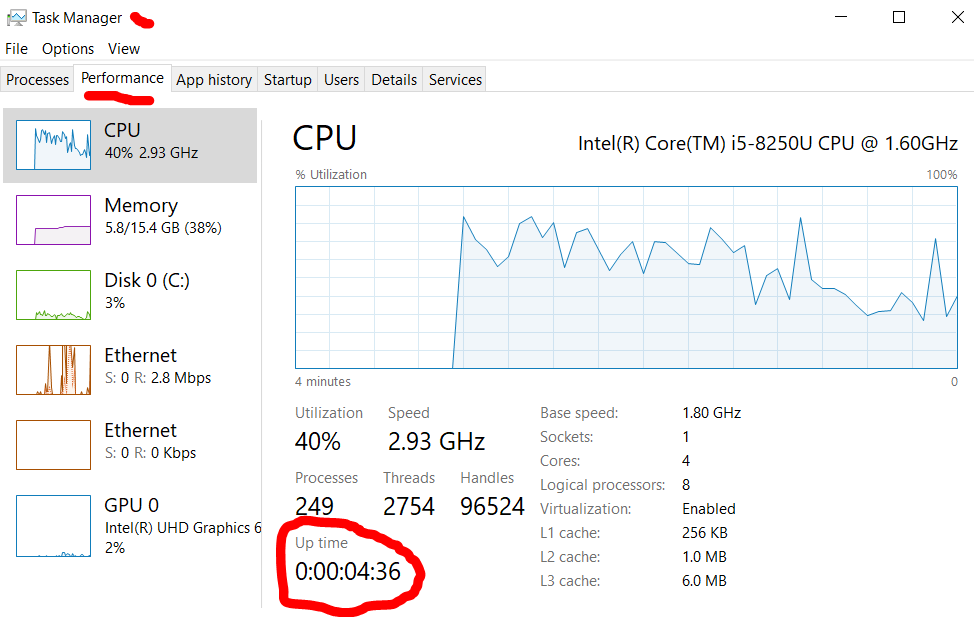 Task Manager
File Options View
Processes Performance App history Startup Users Details Services
CPU
40% 2.93 GHz
Memory
5.8/15.4 GB (38%)
Disk 0 (C:)
3%
Ethernet
S: 0 R: 2.8 Mbps
Ethernet
S: 0 R: 0 Kbps
GPU 0
Intel(R) UHD Graphics 6
2%
CPU Intel(R) Core(TM) i5-8250U CPU @ 1.60GHz
% Utilization 100%
4 minutes 0
Utilization Speed
40% 2.93 GHz
Processes Threads Handles
249 2754 96524
Up time
0:00:04:36
Base speed: 1.80 GHz
Sockets: 1
Cores: 4
Logical processors: 8
Virtualization: Enabled
L1 cache: 256 KB
L2 cache: 1.0 MB
L3 cache: 6.0 MB